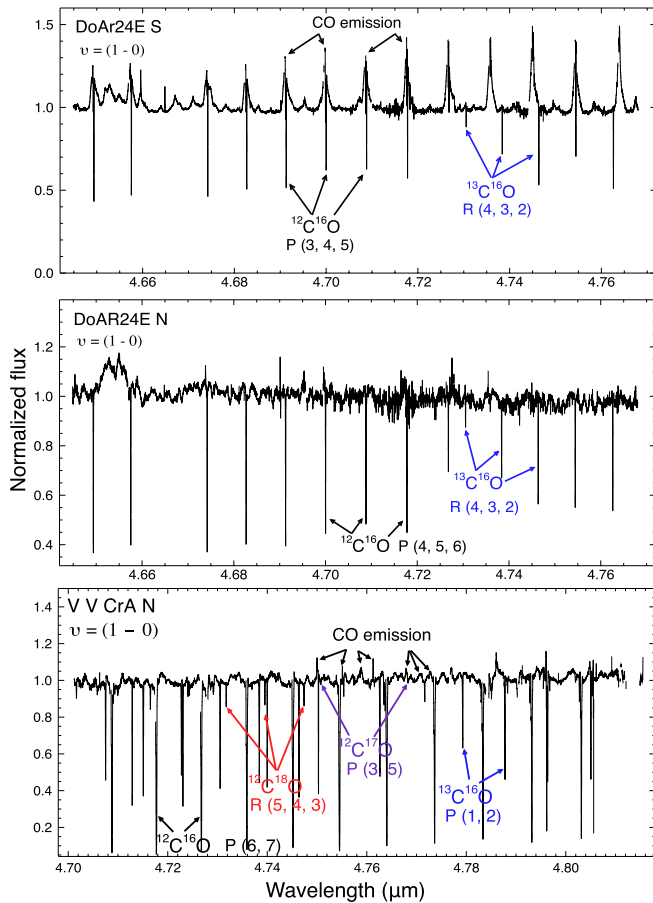 DoAr24E S
υ = (1 - 0)
CO emission
¹²C¹⁶O
P (3, 4, 5)
¹³C¹⁶O
R (4, 3, 2)
1.5
1.0
0.5
0.0
4.66 4.68 4.70 4.72 4.74 4.76
DoAR24E N
υ = (1 - 0)
¹³C¹⁶O
R (4, 3, 2)
¹²C¹⁶O P (4, 5, 6)
1.2
1.0
0.8
0.6
0.4
4.66 4.68 4.70 4.72 4.74 4.76
Normalized flux
V V CrA N
υ = (1 − 0)
CO emission
¹²C¹⁷O
P (3, 5)
¹²C¹⁸O
R (5, 4, 3)
¹³C¹⁶O
P (1, 2)
¹²C¹⁶O P (6, 7)
1.4
1.2
1.0
0.8
0.6
0.4
0.2
4.70 4.72 4.74 4.76 4.78 4.80
Wavelength (μm)